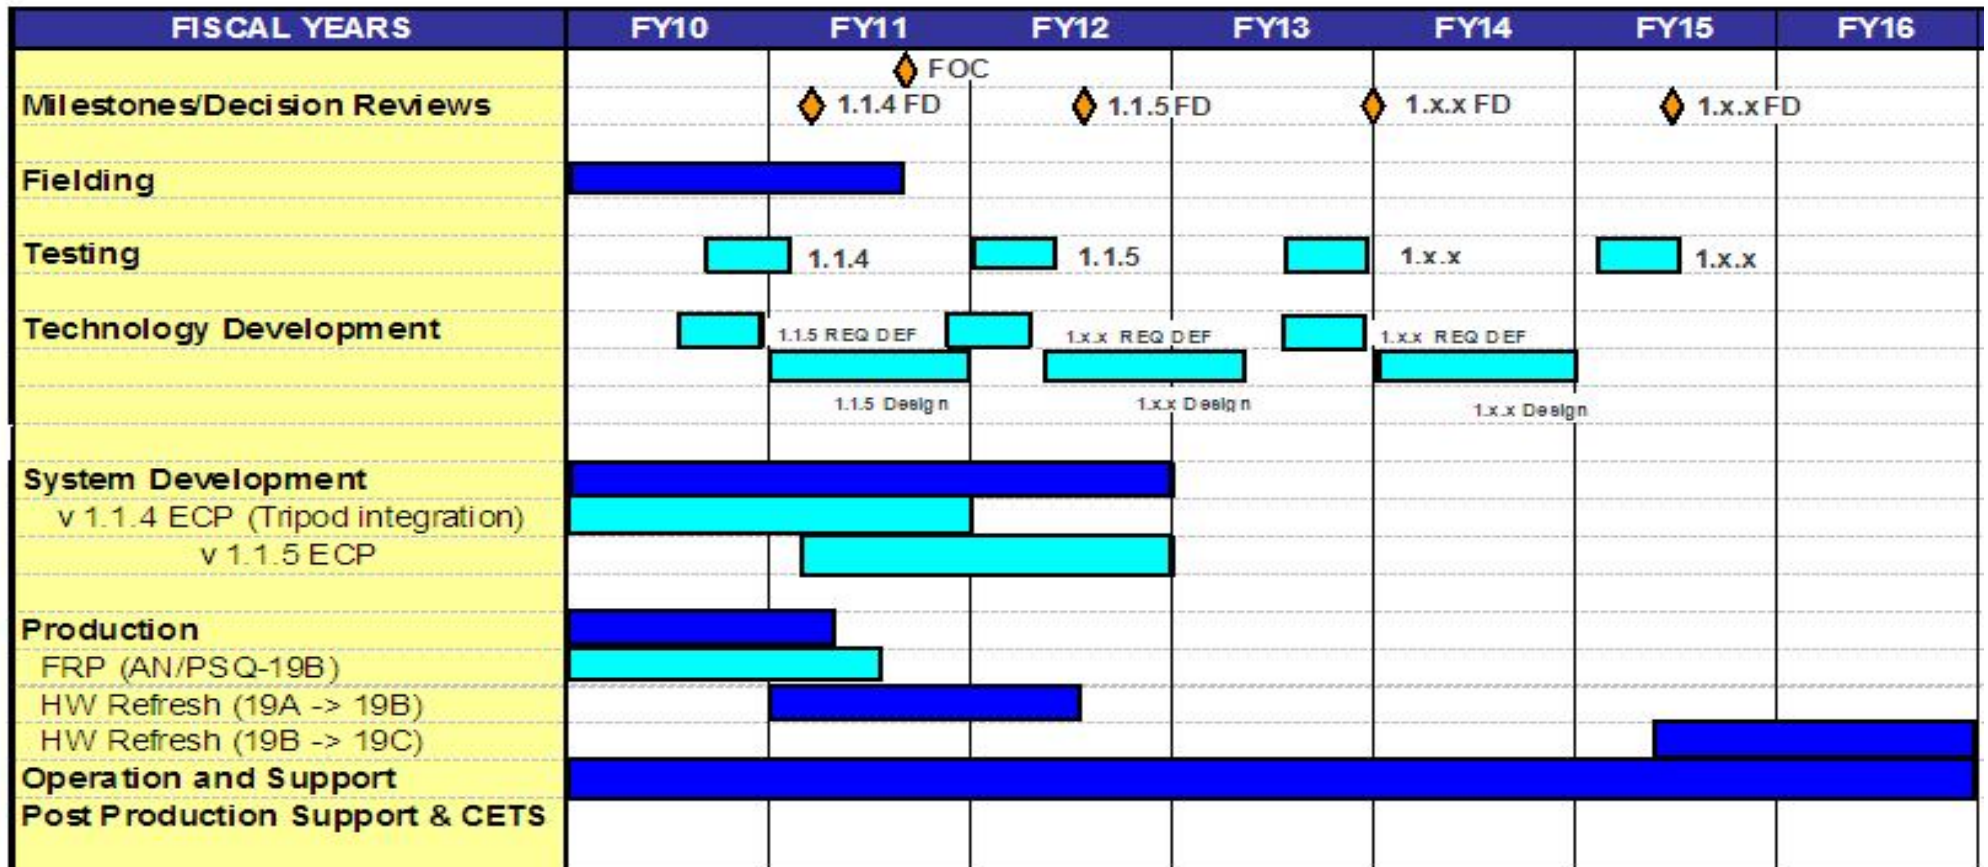 FISCAL YEARS FY10 FY11 FY12 FY13 FY14 FY15 FY16
FOC
Milestones/Decision Reviews 1.1.4 FD 1.1.5 FD 1.x.x FD 1.x.x FD
Fielding
Testing 1.1.4 1.1.5 1.x.x 1.x.x
Technology Development 1.1.5 REQ DEF 1.x.x REQ DEF 1.x.x REQ DEF
1.1.5 Design 1.x.x Design 1.x.x Design
System Development
v 1.1.4 ECP (Tripod integration)
v 1.1.5 ECP
Production
FRP (AN/PSQ-19B)
HW Refresh (19A -> 19B)
HW Refresh (19B -> 19C)
Operation and Support
Post Production Support & CETS